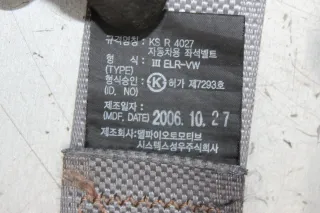 규격명칭 : KS R 4027
자동차용 좌석벨트
형 식 : III ELR-VW
(TYPE)
형식승인 : Ⓚ 허가 제7293호
(ID, NO)
제조일자 :
(MDF, DATE) 2006. 10. 27
제조회사:델파이오토모티브
시스템즈성우주식회사